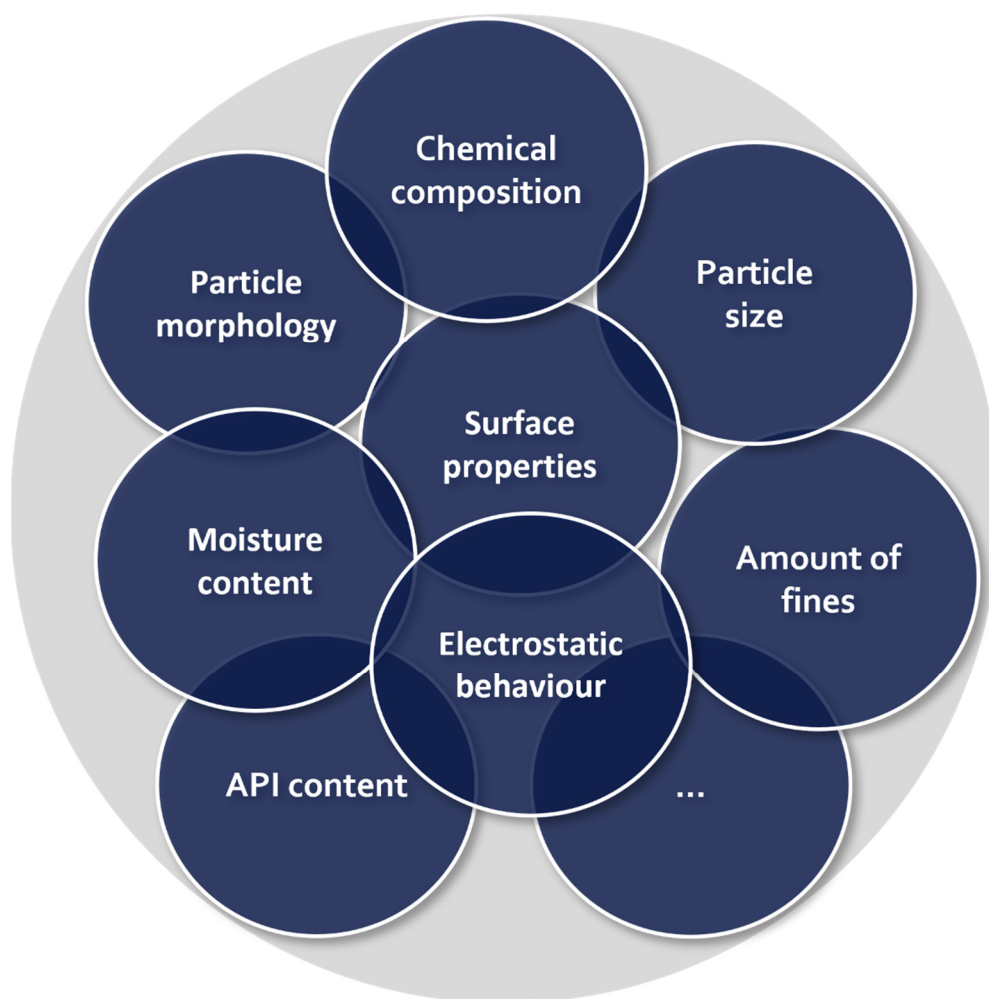 Chemical
composition
Particle
morphology
Particle
size
Surface
properties
Moisture
content
Amount of
fines
Electrostatic
behaviour
API content
...